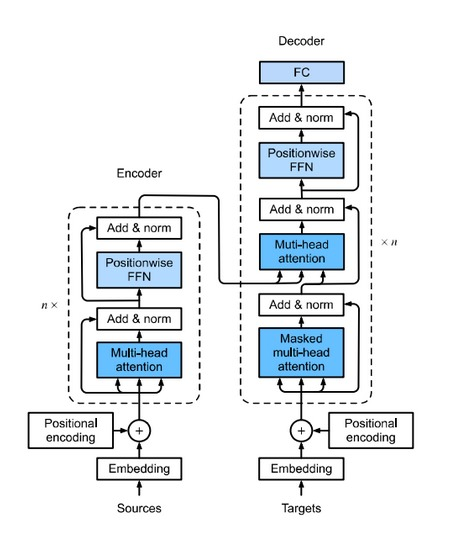 Decoder
FC
Add & norm
Positionwise
FFN
Add & norm
Muti-head
attention
× n
Add & norm
Masked
multi-head
attention
Positional
encoding
+
Embedding
Targets
Encoder
Add & norm
Positionwise
FFN
n ×
Add & norm
Multi-head
attention
Positional
encoding
+
Embedding
Sources